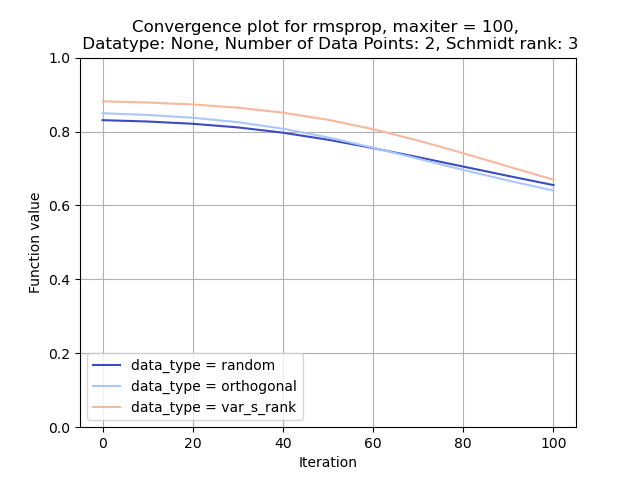 Convergence plot for rmsprop, maxiter = 100,
Datatype: None, Number of Data Points: 2, Schmidt rank: 3
1.0
0.8
0.6
0.4
0.2
0.0
Function value
data_type = random
data_type = orthogonal
data_type = var_s_rank
0 20 40 60 80 100
Iteration